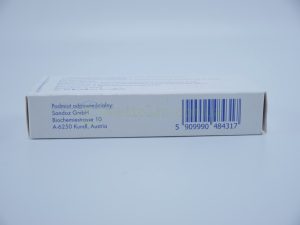 Podmiot odpowiedzialny:
Sandoz GmbH
Biochemiestrasse 10
A-6250 Kundl, Austria
5 909990 484317